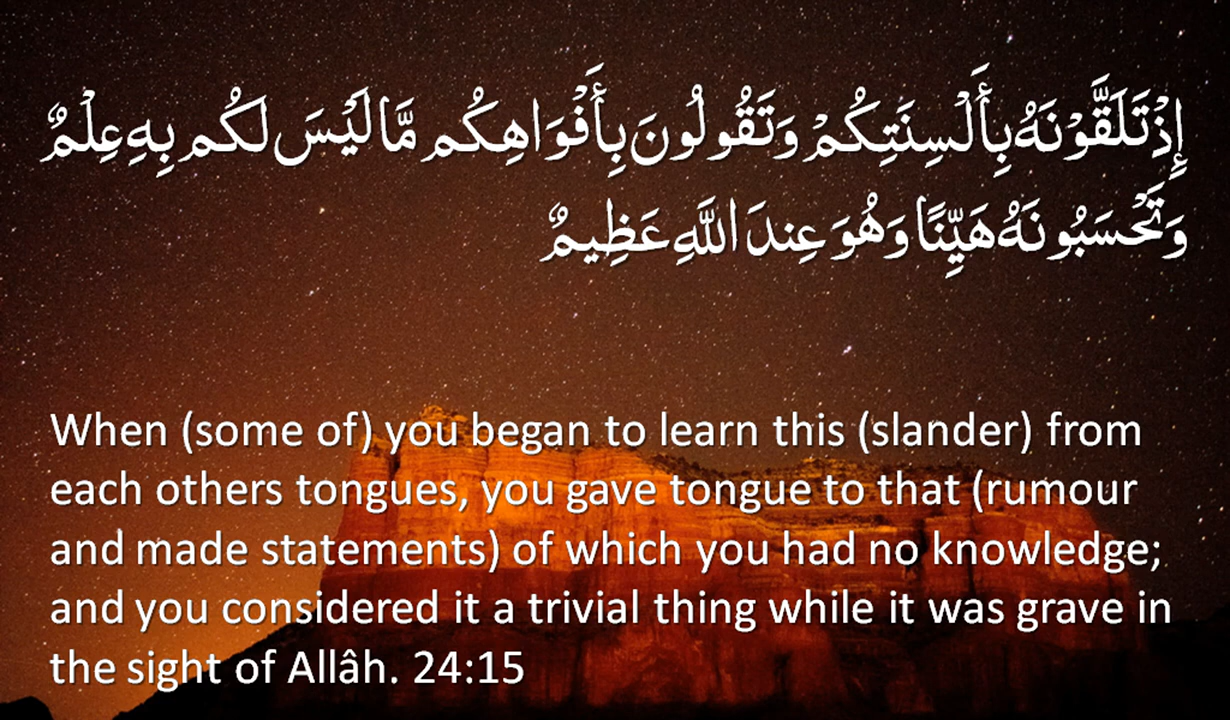 إِذْ تَلَقَّوْنَهُ بِأَلْسِنَتِكُمْ وَتَقُولُونَ بِأَفْوَاهِكُم مَّا لَيْسَ لَكُم بِهِ عِلْمٌ
وَتَحْسَبُونَهُ هَيِّنًا وَهُوَ عِندَ اللَّهِ عَظِيمٌ
When (some of) you began to learn this (slander) from
each others tongues, you gave tongue to that (rumour
and made statements) of which you had no knowledge;
and you considered it a trivial thing while it was grave in
the sight of Allâh. 24:15